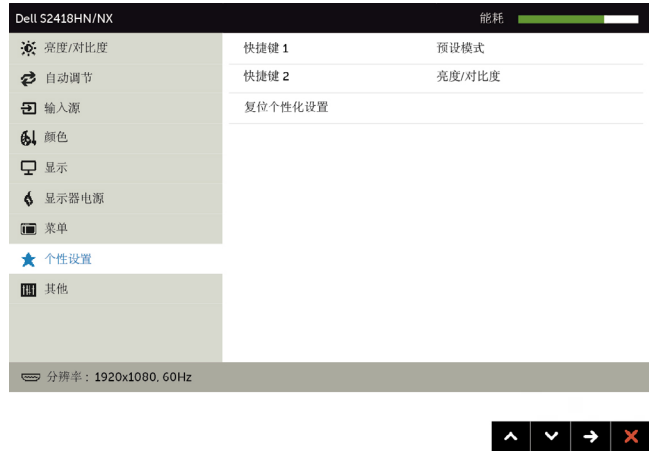 Dell S2418HN/NX 能耗
亮度/对比度 快捷键 1 预设模式
自动调节 快捷键 2 亮度/对比度
输入源 复位个性化设置
颜色
显示
显示器电源
菜单
个性设置
其他
分辨率：1920x1080, 60Hz